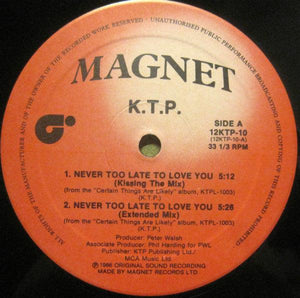 ALL RIGHTS OF THE MANUFACTURER AND OF THE OWNER OF THE RECORDED WORK RESERVED - UNAUTHORISED PUBLIC PERFORMANCE BROADCASTING AND COPYING OF THIS RECORD PROHIBITED
MAGNET
K.T.P.
SIDE A
12KTP-10
(12KTP-10-A)
33 1/3 RPM
1. NEVER TOO LATE TO LOVE YOU 5:12
(Kissing The Mix)
(from the "Certain Things Are Likely" album, KTPL-1003)
(K.T.P.)
2. NEVER TOO LATE TO LOVE YOU 5:26
(Extended Mix)
(from the "Certain Things Are Likely" album, KTPL-1003)
(K.T.P.)
Producer: Peter Walsh
Associate Producer: Phil Harding for PWL
Publisher: KTP Publishing Ltd./
MCA Music Ltd.
1986 ORIGINAL SOUND RECORDING
MADE BY MAGNET RECORDS LTD